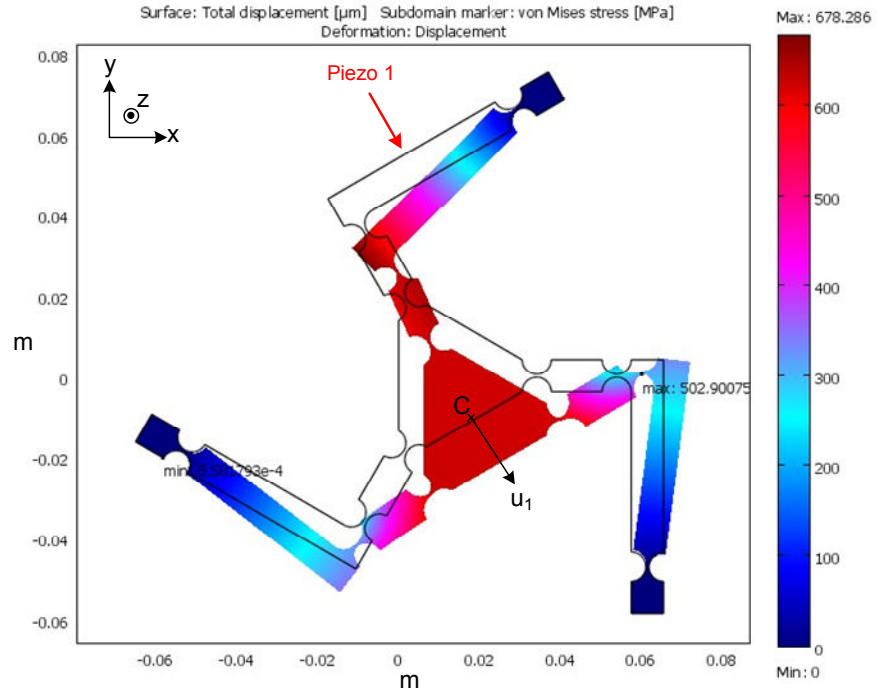 Surface: Total displacement [µm] Subdomain marker: von Mises stress [MPa]
Deformation: Displacement
Max: 678.286
0.08
0.06
0.04
0.02
0
-0.02
-0.04
-0.06
m
y
z
x
Piezo 1
C
u1
max: 502.90075
min:
600
500
400
300
200
100
0
Min: 0
-0.06
-0.04
-0.02
0
0.02
0.04
0.06
0.08
m